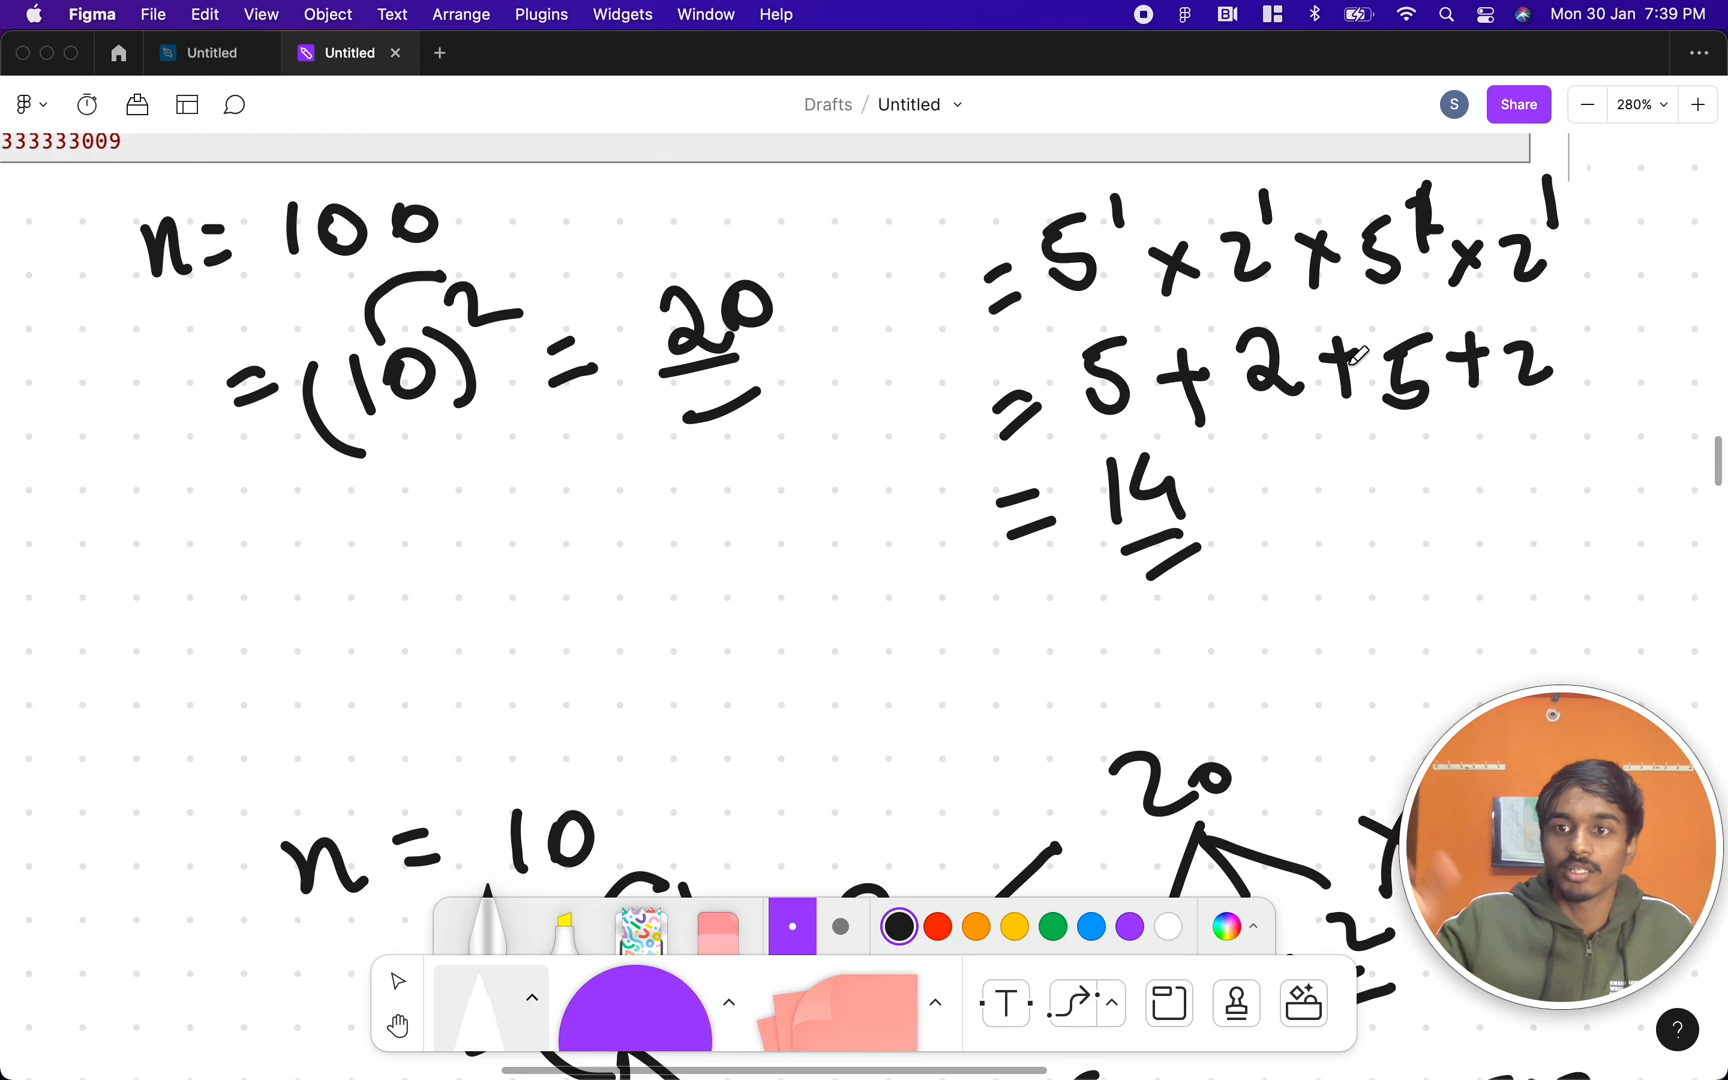 Figma File Edit View Object Text Arrange Plugins Widgets Window Help Mon 30 Jan 7:39 PM
Untitled Untitled
Drafts / Untitled S Share 280%
333333009
n = 100
= (10)² = 20
= 5¹ × 2¹ × 5¹ × 2¹
= 5 + 2 + 5 + 2
= 14
20
n = 10
2
T
?